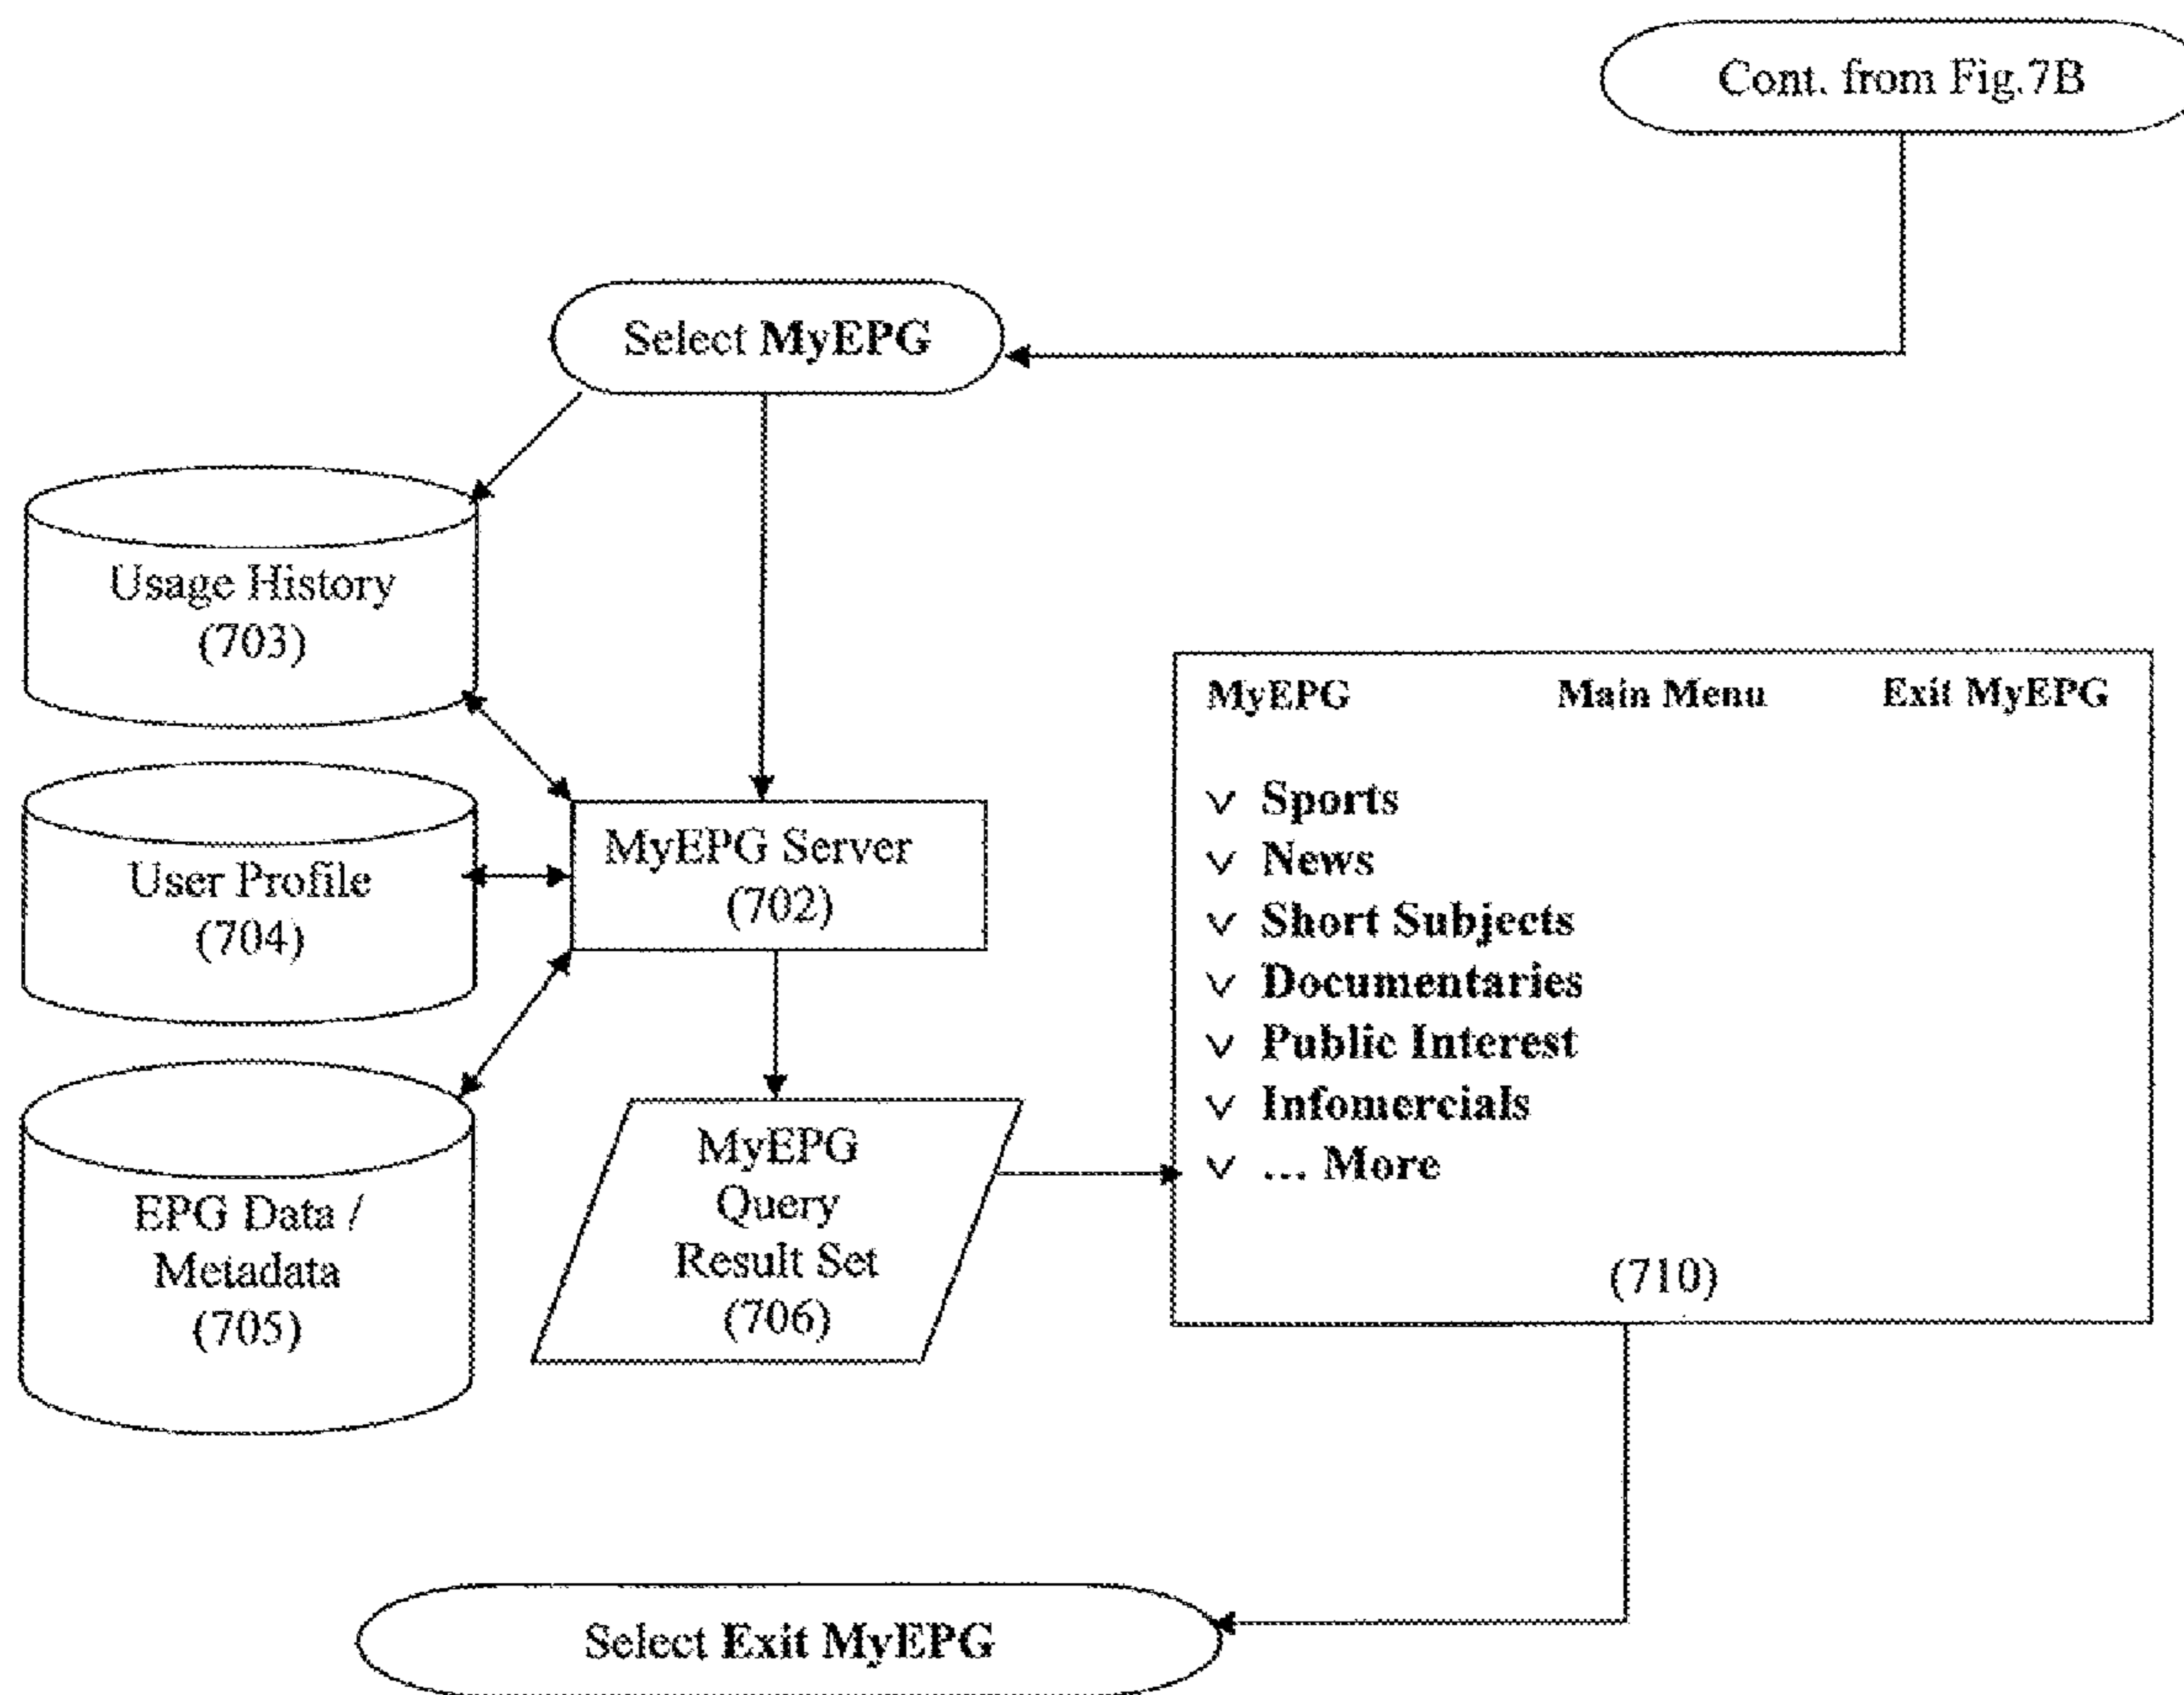 Cont. from Fig.7B
Select MyEPG
Usage History
(703)
User Profile
(704)
EPG Data /
Metadata
(705)
MyEPG Server
(702)
MyEPG
Query
Result Set
(706)
MyEPG Main Menu Exit MyEPG
v Sports
v News
v Short Subjects
v Documentaries
v Public Interest
v Infomercials
v ... More
(710)
Select Exit MyEPG